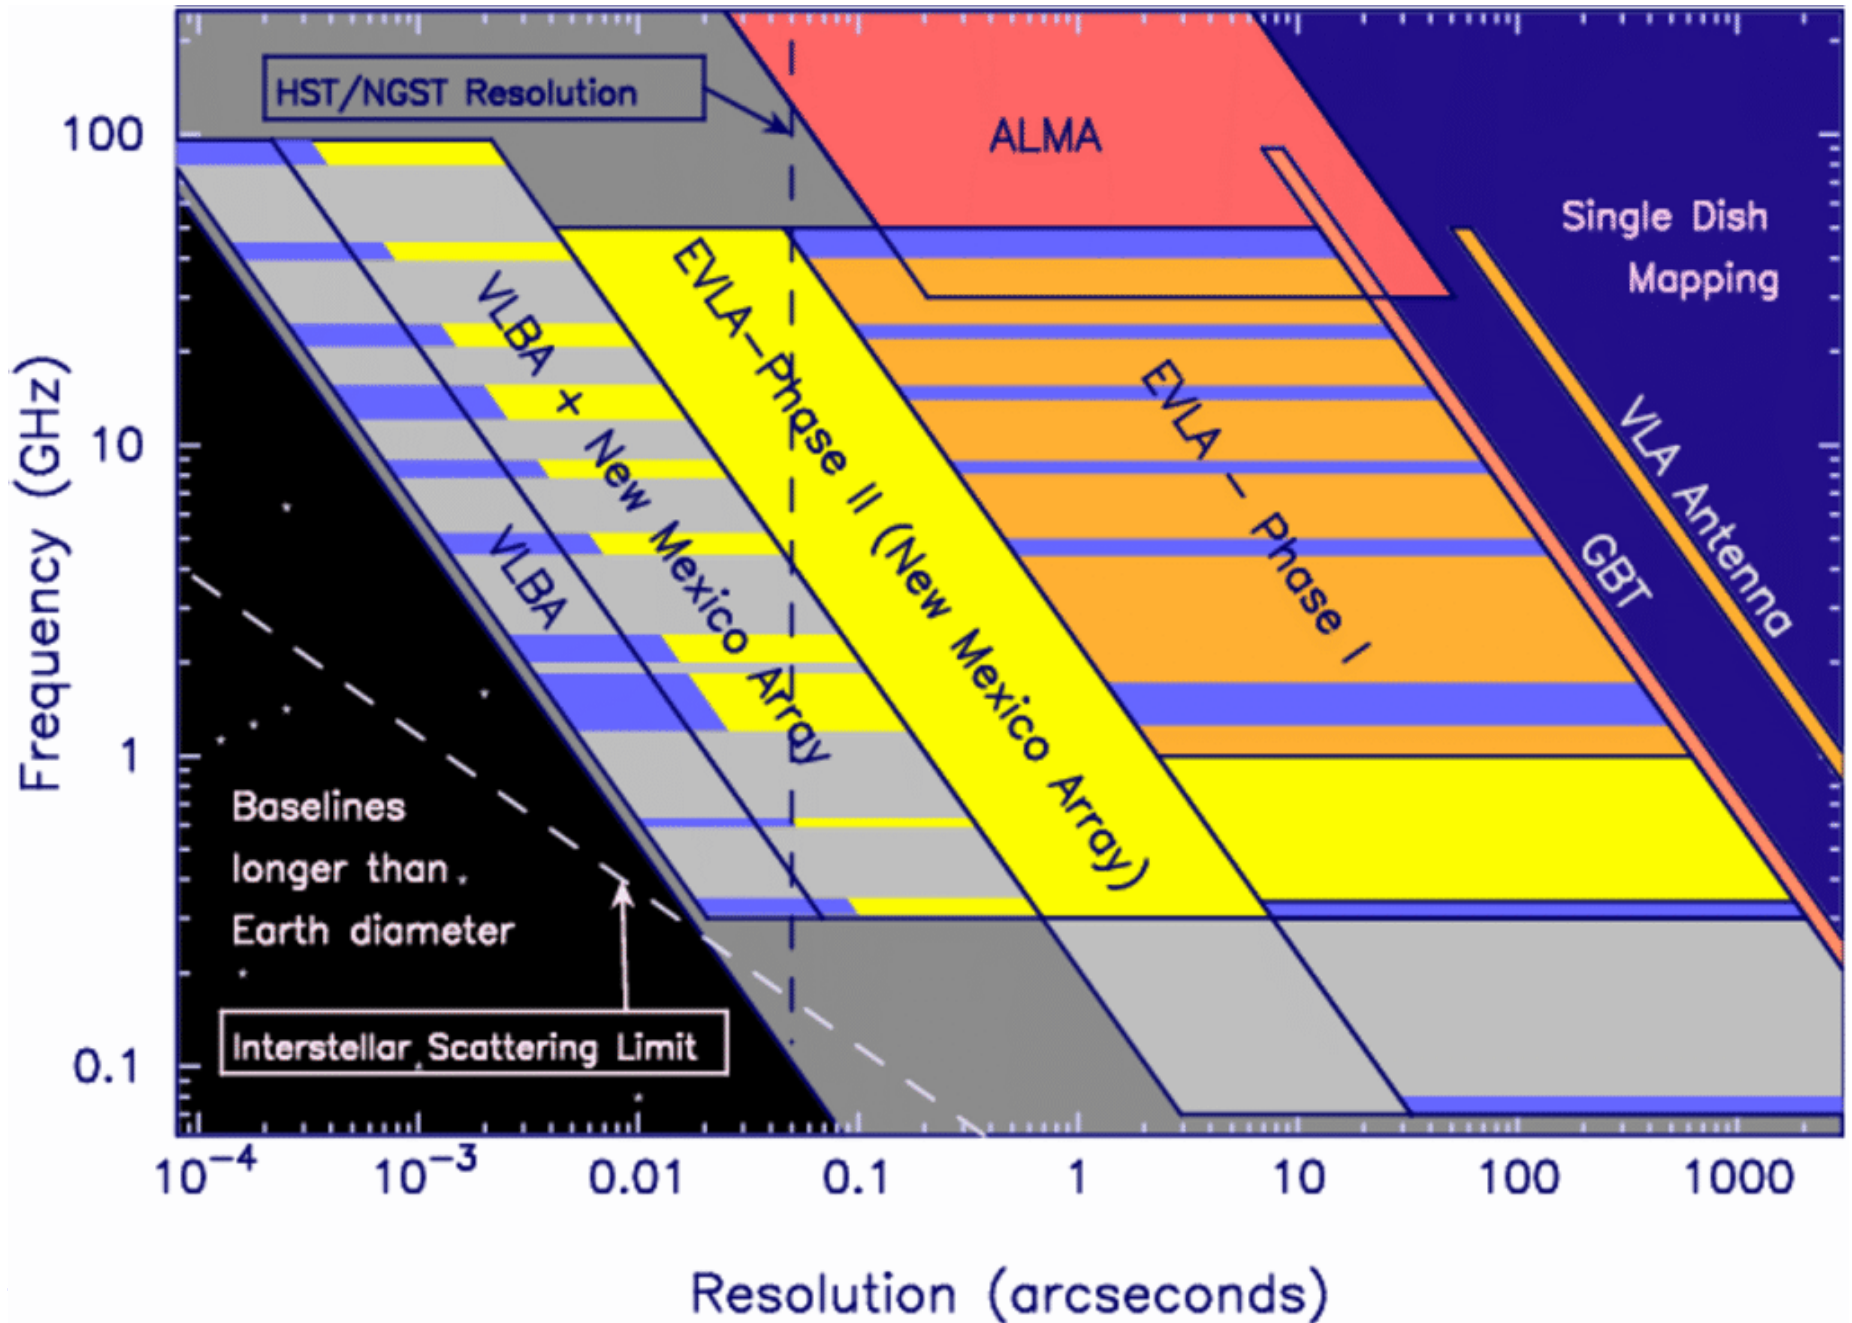 HST/NGST Resolution
ALMA
Single Dish
Mapping
100
10
1
0.1
Frequency (GHz)
VLBA + New Mexico Array
VLBA
EVLA-Phase II (New Mexico Array)
EVLA - Phase I
GBT
VLA Antenna
Baselines
longer than
Earth diameter
Interstellar Scattering Limit
10⁻⁴ 10⁻³ 0.01 0.1 1 10 100 1000
Resolution (arcseconds)